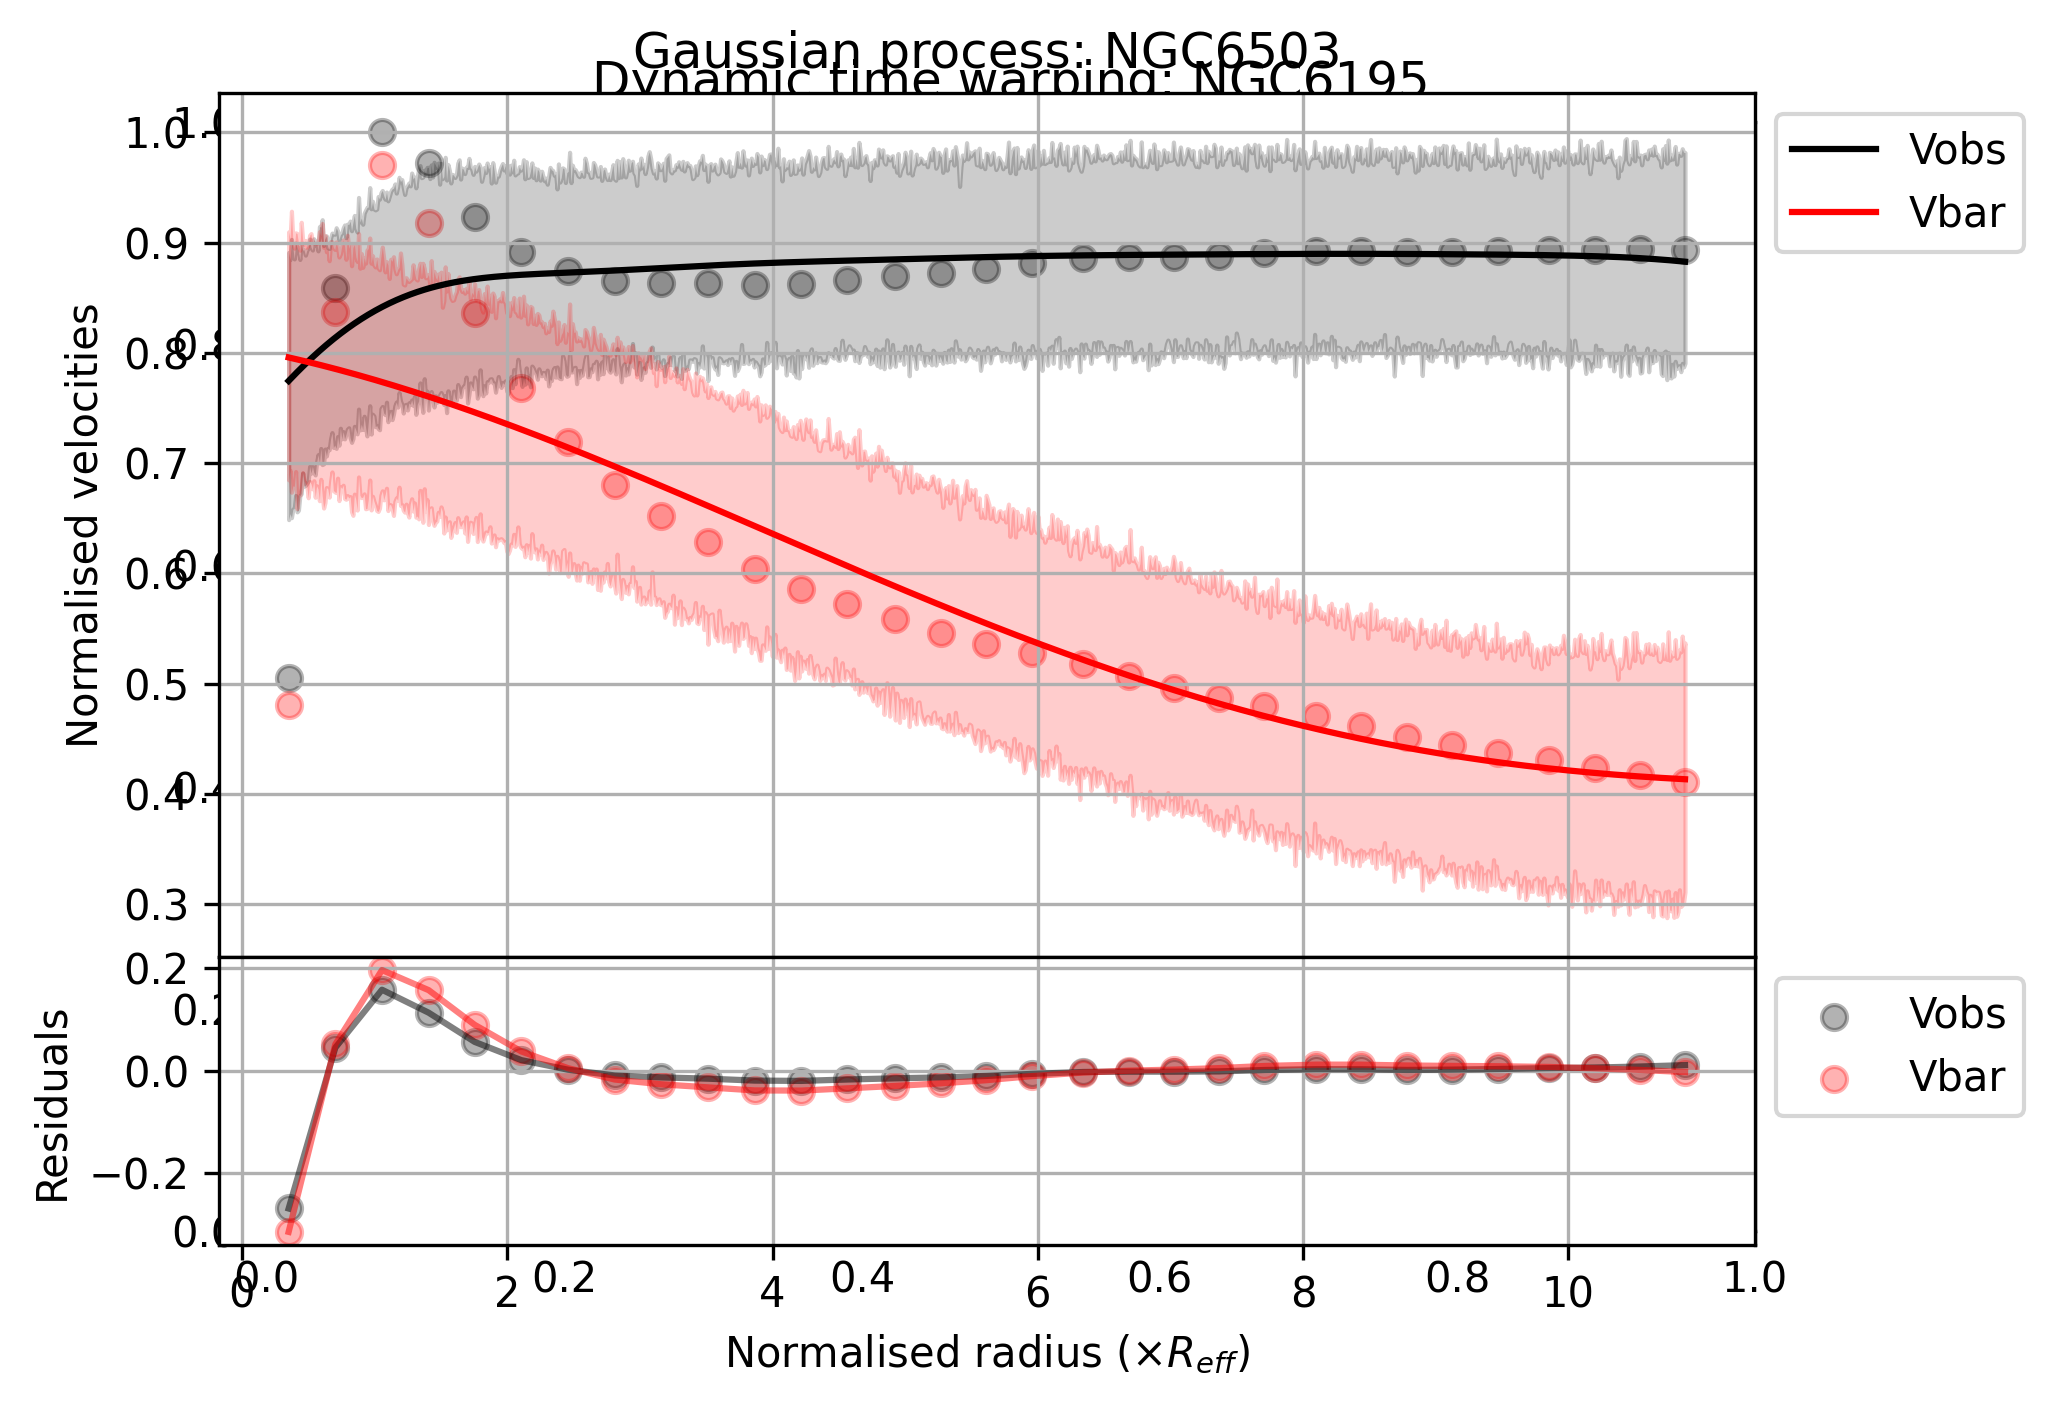 Gaussian process: NGC6503
Dynamic time warping: NGC6195
1.0
0.9
0.8
0.7
0.6
0.5
0.4
0.3
Normalised velocities
Vobs
Vbar
0.2
0.0
−0.2
Residuals
Vobs
Vbar
0.0 0.2 0.4 0.6 0.8 1.0
0 2 4 6 8 10
Normalised radius (×R_eff)